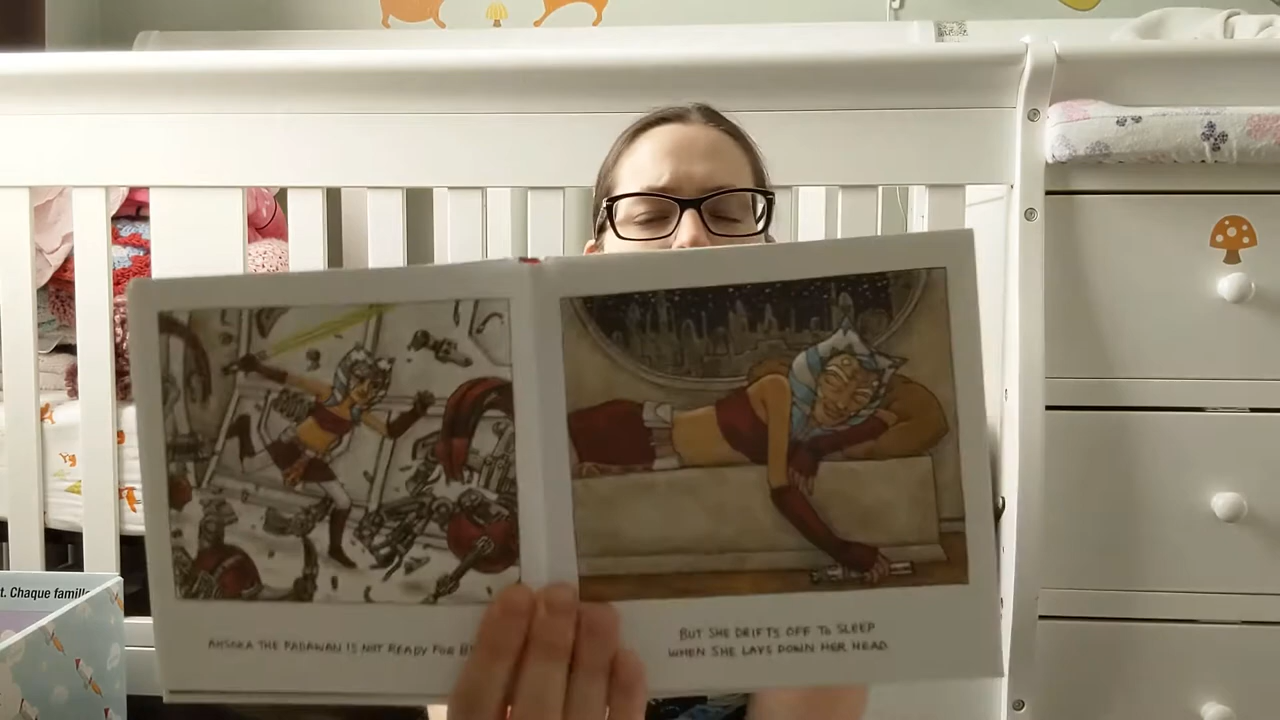 t. Chaque famille
AHSOKA THE PADAWAN IS NOT READY FOR
BUT SHE DRIFTS OFF TO SLEEP
WHEN SHE LAYS DOWN HER HEAD.